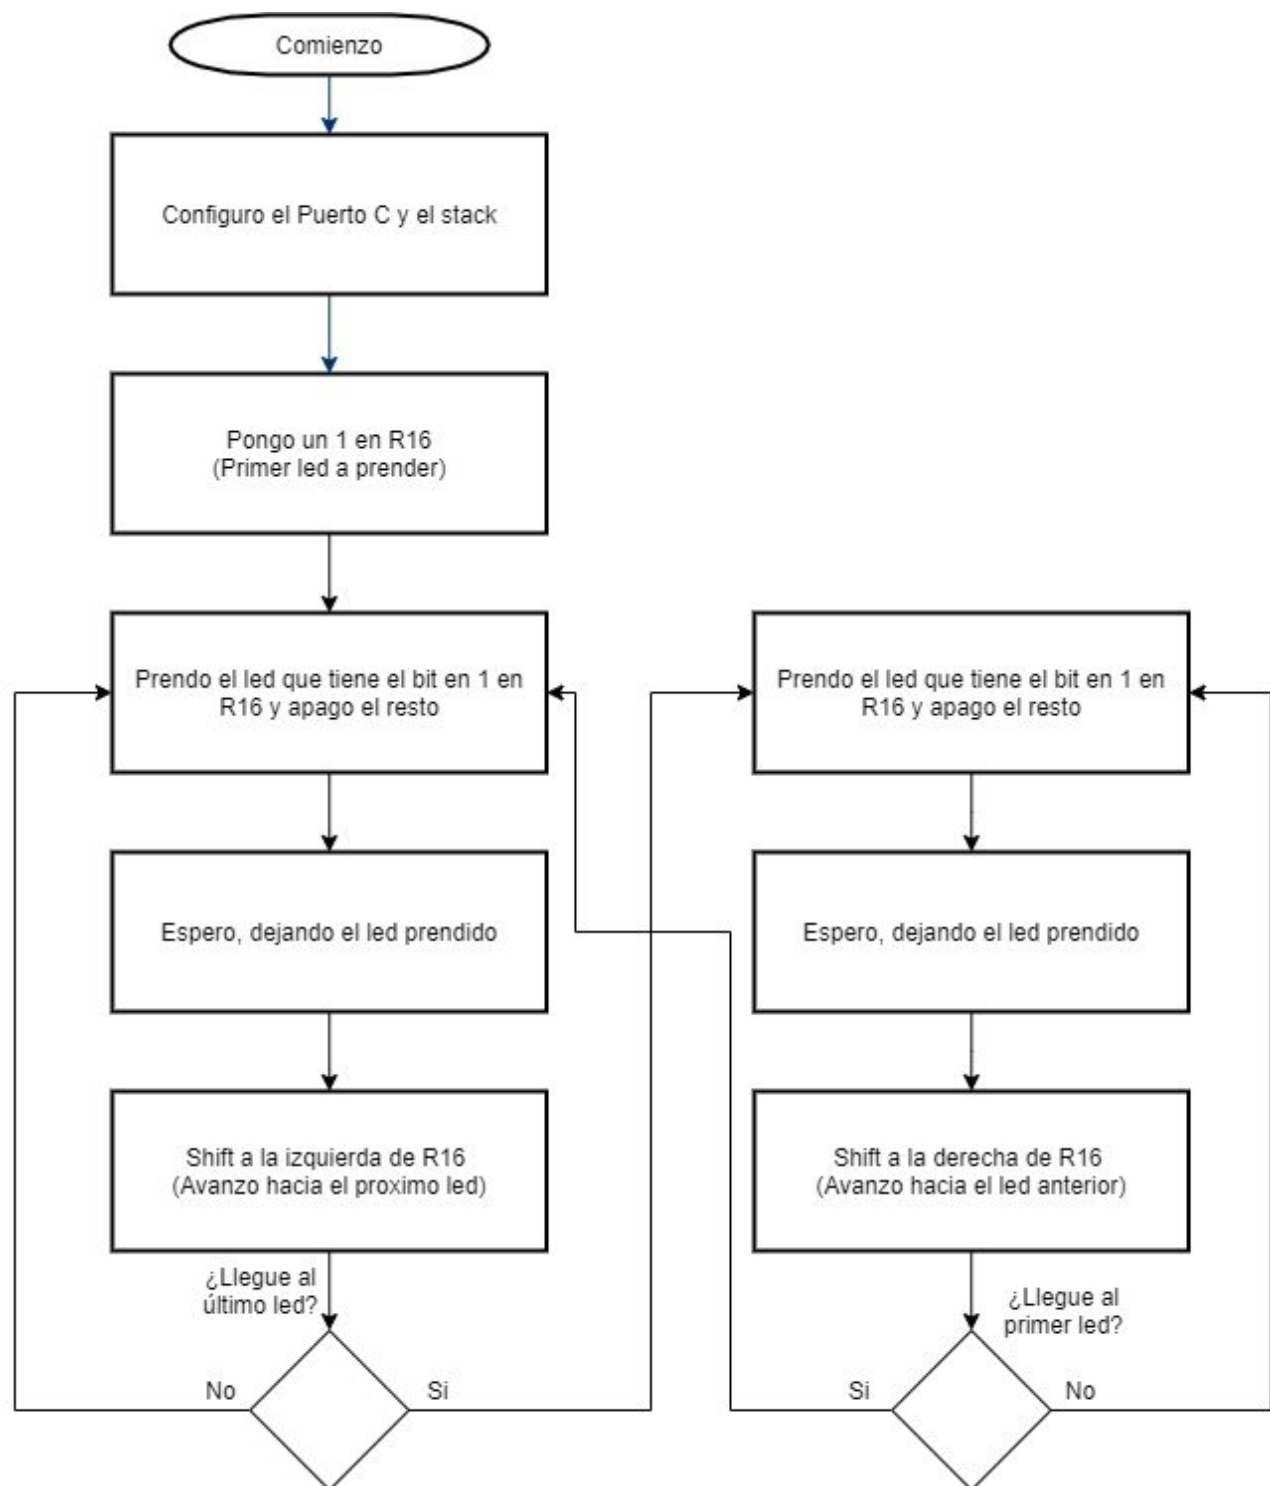 Comienzo
Configuro el Puerto C y el stack
Pongo un 1 en R16
(Primer led a prender)
Prendo el led que tiene el bit en 1 en
R16 y apago el resto
Espero, dejando el led prendido
Shift a la izquierda de R16
(Avanzo hacia el proximo led)
¿Llegue al
último led?
No
Si
Prendo el led que tiene el bit en 1 en
R16 y apago el resto
Espero, dejando el led prendido
Shift a la derecha de R16
(Avanzo hacia el led anterior)
¿Llegue al
primer led?
Si
No